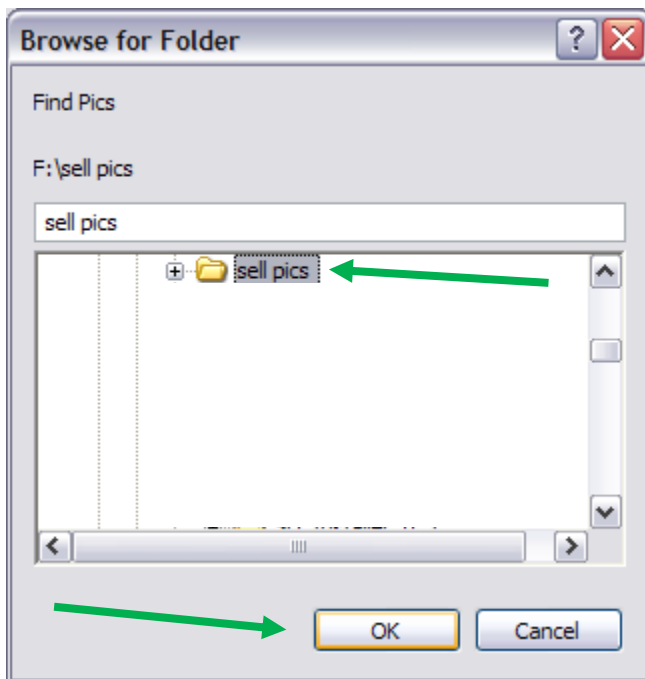 Browse for Folder
Find Pics
F:\sell pics
sell pics
sell pics
OK Cancel